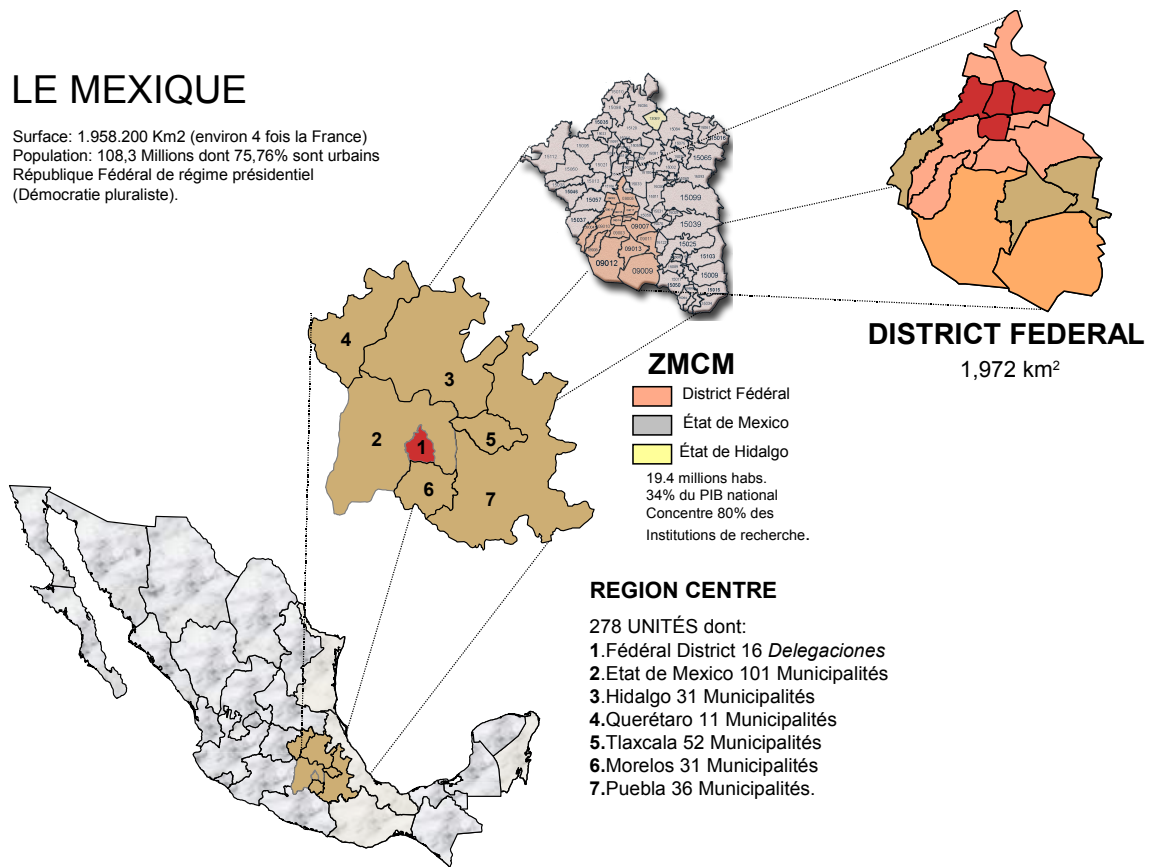 LE MEXIQUE
Surface: 1.958.200 Km2 (environ 4 fois la France)
Population: 108,3 Millions dont 75,76% sont urbains
République Fédéral de régime présidentiel
(Démocratie pluraliste).
15035
15016
15065
15057
15037
15099
15039
09007
15025
09012
09013
09009
15103
15009
DISTRICT FEDERAL
1,972 km²
ZMCM
District Fédéral
État de Mexico
État de Hidalgo
19.4 millions habs.
34% du PIB national
Concentre 80% des
Institutions de recherche.
4
3
2
1
5
6
7
REGION CENTRE
278 UNITÉS dont:
1.Fédéral District 16 Delegaciones
2.Etat de Mexico 101 Municipalités
3.Hidalgo 31 Municipalités
4.Querétaro 11 Municipalités
5.Tlaxcala 52 Municipalités
6.Morelos 31 Municipalités
7.Puebla 36 Municipalités.